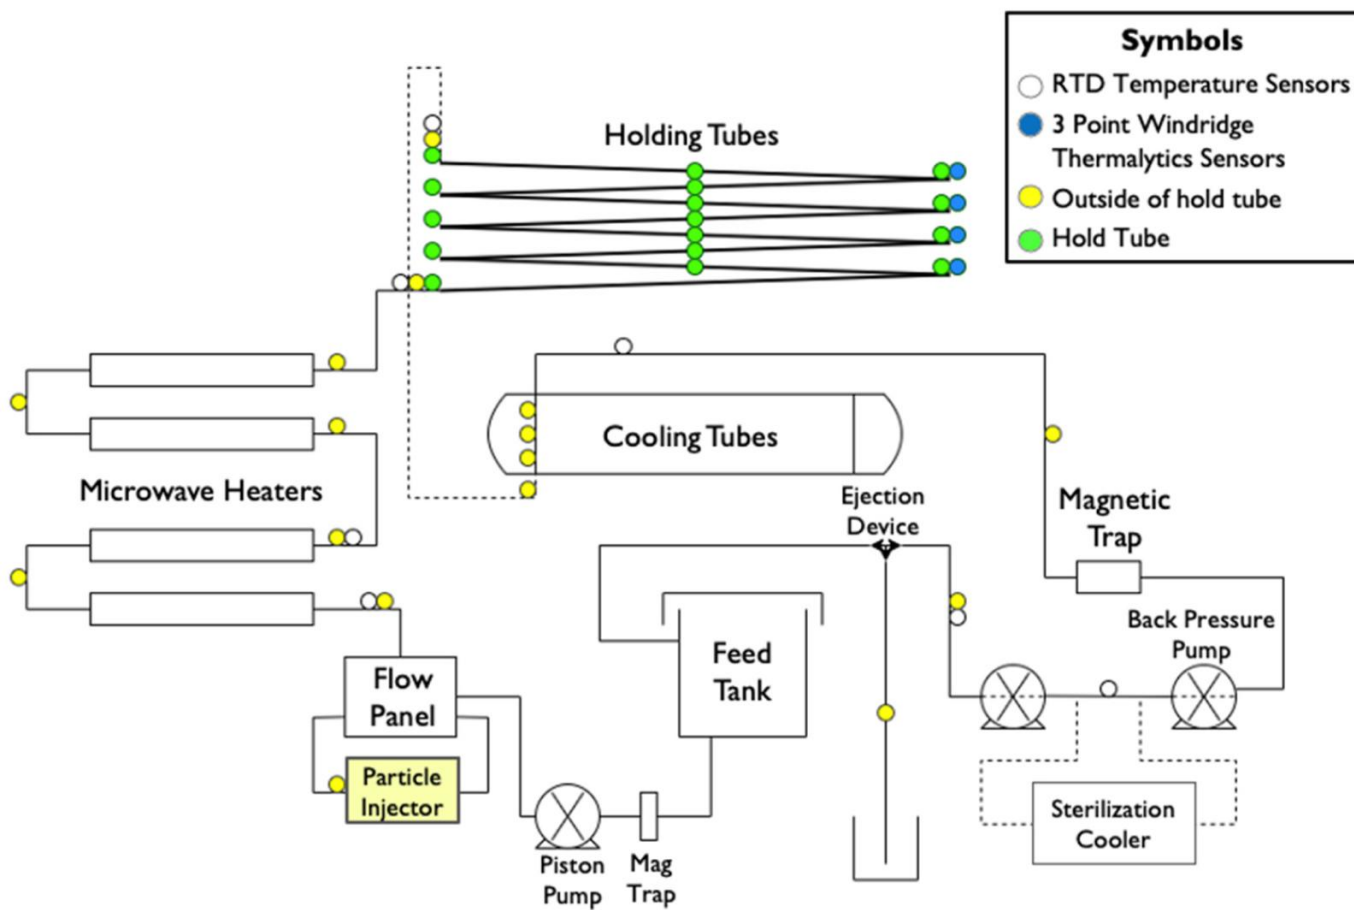 Symbols
RTD Temperature Sensors
3 Point Windridge
Thermalytics Sensors
Outside of hold tube
Hold Tube
Holding Tubes
Cooling Tubes
Microwave Heaters
Ejection
Device
Magnetic
Trap
Back Pressure
Pump
Feed
Tank
Flow
Panel
Particle
Injector
Sterilization
Cooler
Piston
Pump
Mag
Trap